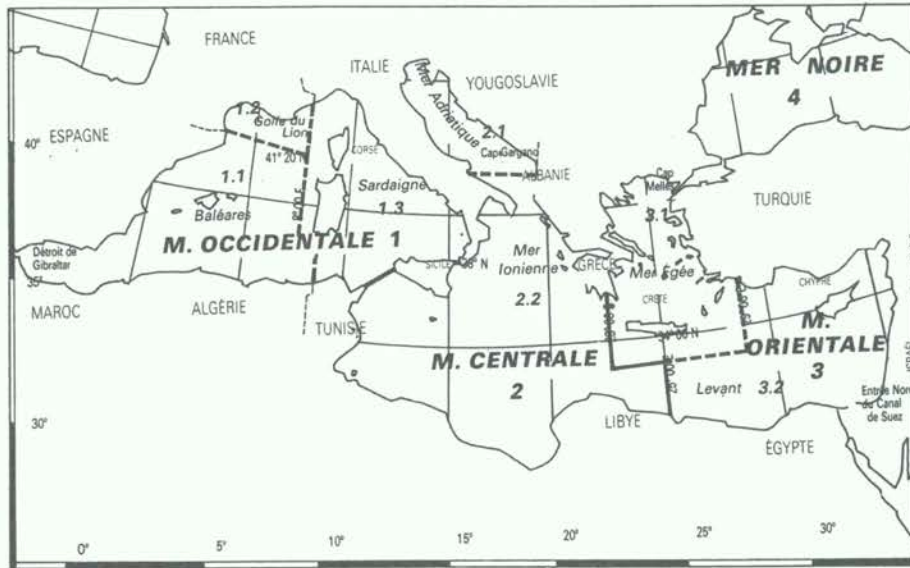 FRANCE
ITALIE
YOUGOSLAVIE
MER NOIRE
4
Mer Adriatique
2.1
1.2
Golfe du
Lion
ESPAGNE
40°
41° 20'
CORSE
Cap Gargano
ALBANIE
Cap
TURQUIE
1.1
Sardaigne
1.3
3.1
Baléares
M. OCCIDENTALE 1
Mer
Ionienne
Détroit de
Gibraltar
SICILE
38° N
GRÈCE
Mer Égée
CHYPRE
35°
MAROC
ALGÉRIE
2.2
CRÈTE
TUNISIE
34° 00 N
M.
ORIENTALE
3
M. CENTRALE
2
ISRAËL
Levant
3.2
Entrée Nord
du Canal
de Suez
30°
LIBYE
ÉGYPTE
0°
5°
10°
15°
20°
25°
30°